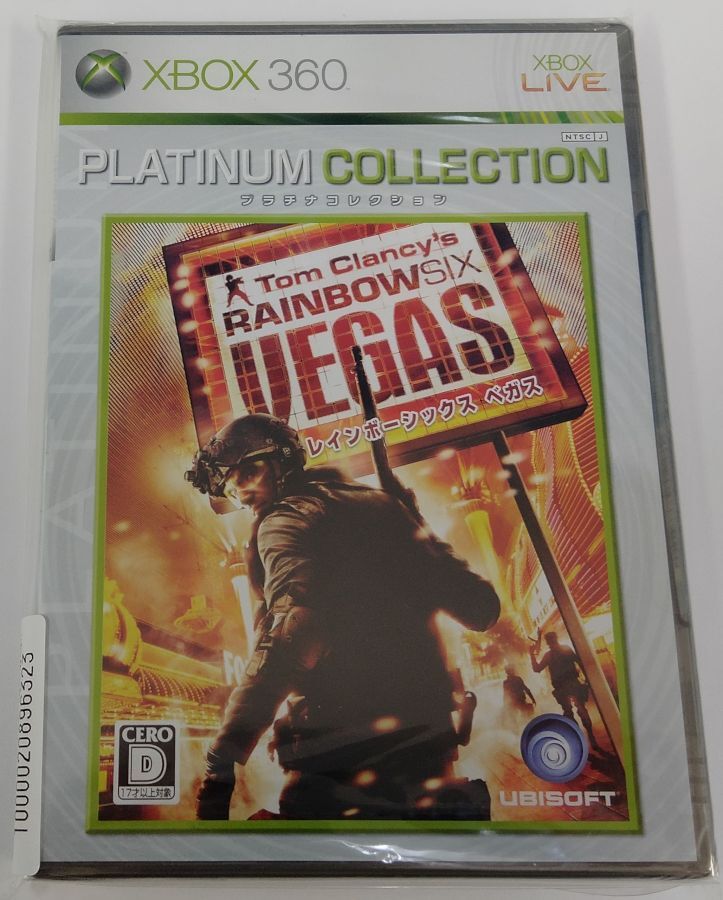 XBOX 360
XBOX
LIVE
NTSC J
PLATINUM COLLECTION
プラチナコレクション
Tom Clancy's
RAINBOWSIX
VEGAS
レインボーシックス ベガス
PLATINUM
CERO
D
17才以上対象
UBISOFT
1000020896323